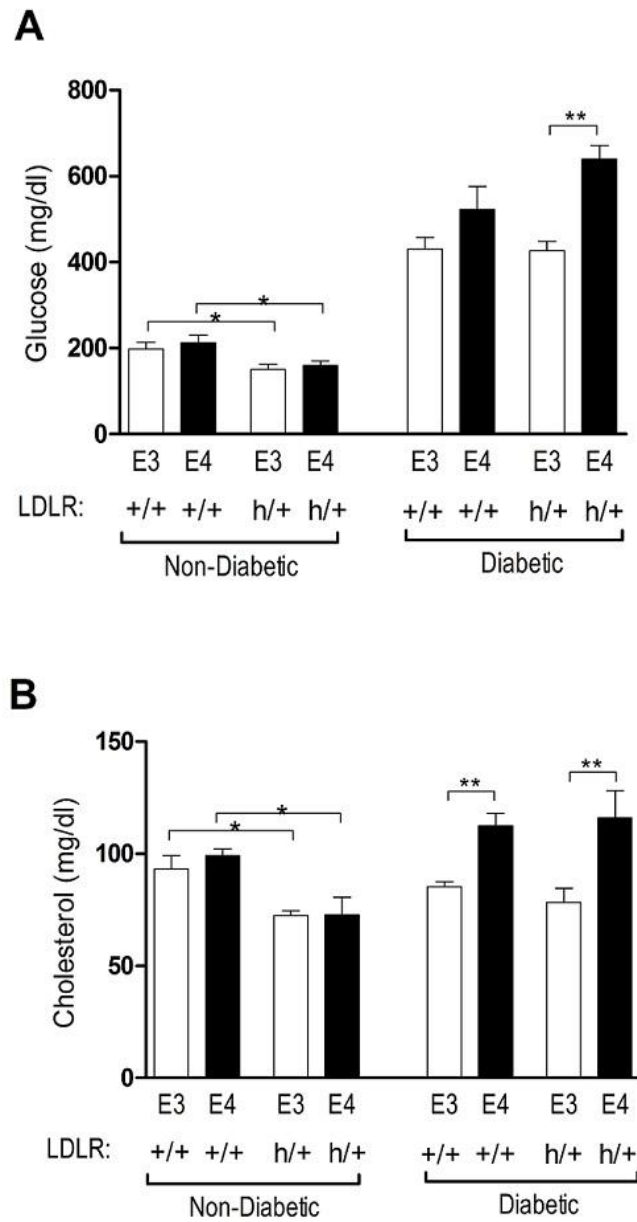 A
800
600
400
200
0
Glucose (mg/dl)
*
*
**
E3 E4 E3 E4 E3 E4 E3 E4
LDLR: +/+ +/+ h/+ h/+ +/+ +/+ h/+ h/+
Non-Diabetic Diabetic
B
150
100
50
0
Cholesterol (mg/dl)
*
*
**
**
E3 E4 E3 E4 E3 E4 E3 E4
LDLR: +/+ +/+ h/+ h/+ +/+ +/+ h/+ h/+
Non-Diabetic Diabetic